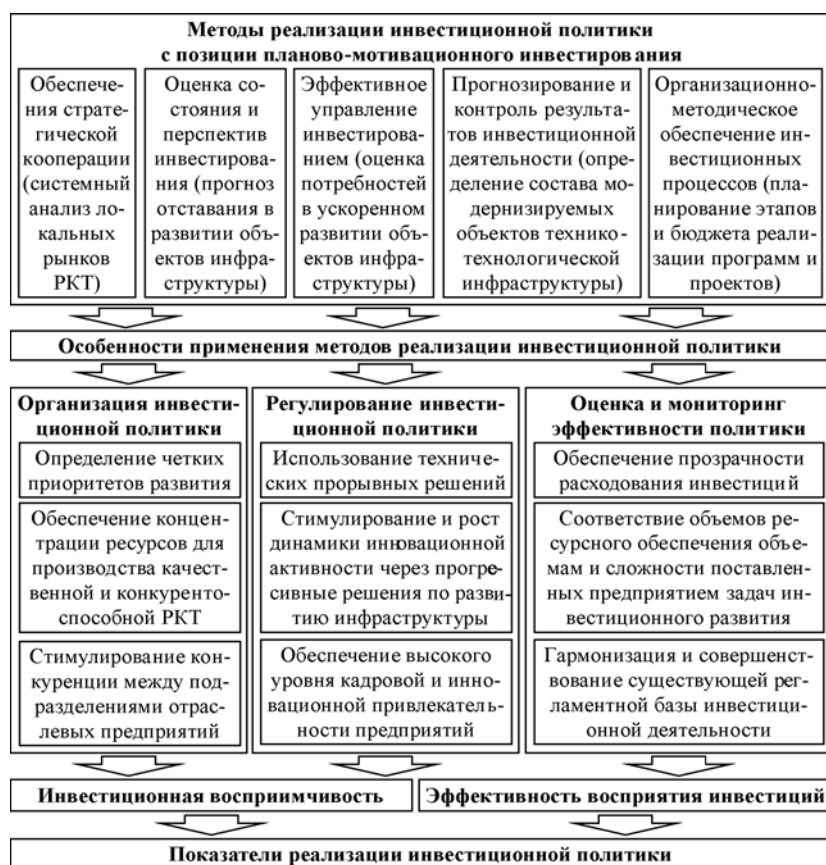 Методы реализации инвестиционной политики
с позиции планово-мотивационного инвестирования
Обеспече-
ния страте-
гической
кооперации
(системный
анализ ло-
кальных
рынков
РКТ)
Оценка со-
стояния и
перспектив
инвестирова-
ния (прогноз
отставания в
развитии объ-
ектов инфра-
структуры)
Эффективное
управление
инвестирова-
нием (оценка
потребностей
в ускоренном
развитии объ-
ектов инфра-
структуры)
Прогнозирование и
контроль результа-
тов инвестиционной
деятельности (опре-
деление состава мо-
дернизируемых
объектов технико-
технологической
инфраструктуры)
Организационно-
методическое
обеспечение ин-
вестиционных
процессов (пла-
нирование этапов
и бюджета реали-
зации программ и
проектов)
Особенности применения методов реализации инвестиционной политики
Организация инвести-
ционной политики
Определение четких
приоритетов развития
Обеспечение концен-
трации ресурсов для
производства качест-
венной и конкуренто-
способной РКТ
Стимулирование кон-
куренции между под-
разделениями отрас-
левых предприятий
Регулирование инвести-
ционной политики
Использование техниче-
ских прорывных решений
Стимулирование и рост
динамики инновационной
активности через прогре-
сивные решения по разви-
тию инфраструктуры
Обеспечение высокого
уровня кадровой и инно-
вационной привлекатель-
ности предприятий
Оценка и мониторинг
эффективности политики
Обеспечение прозрачности
расходования инвестиций
Соответствие объемов ре-
сурсного обеспечения объе-
мам и сложности поставлен-
ных предприятием задач ин-
вестиционного развития
Гармонизация и совершенст-
вование существующей рег-
ламентной базы инвестици-
онной деятельности
Инвестиционная восприимчивость
Эффективность восприятия инвестиций
Показатели реализации инвестиционной политики